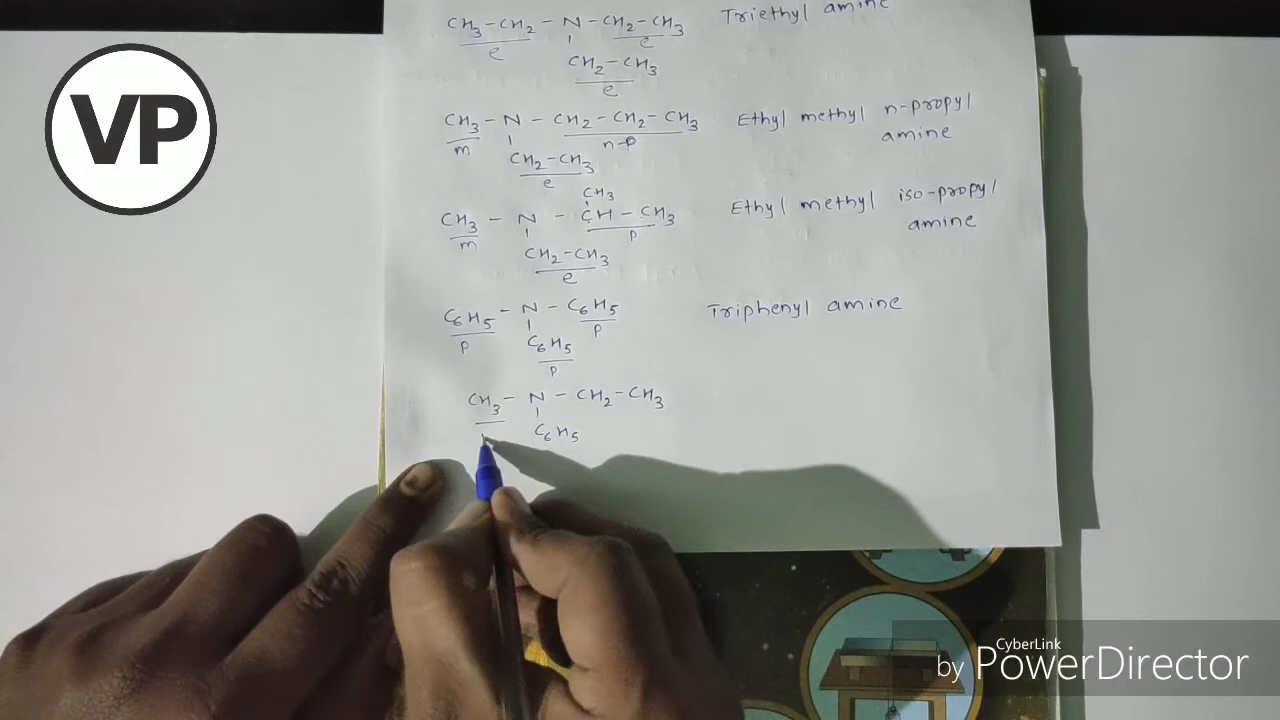 VP
CH3-CH2 - N - CH2-CH3 Triethyl amine
e e
CH2-CH3
e
CH3 - N - CH2-CH2-CH3 Ethyl methyl n-propyl
m n-p amine
CH2-CH3
e
CH3
CH3 - N - CH - CH3 Ethyl methyl iso-propyl
m p amine
CH2-CH3
e
C6H5 - N - C6H5 Triphenyl amine
p p
C6H5
p
CH3 - N - CH2-CH3
C6H5
CyberLink
by PowerDirector